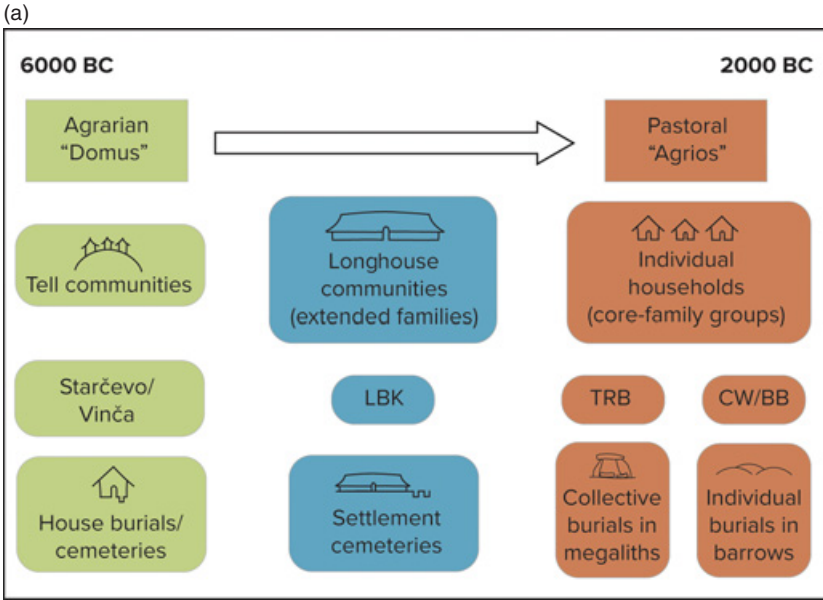 (a)
6000 BC
2000 BC
Agrarian
“Domus”
Pastoral
“Agrios”
Tell communities
Longhouse
communities
(extended families)
Individual
households
(core-family groups)
Starčevo/
Vinča
LBK
TRB
CW/BB
House burials/
cemeteries
Settlement
cemeteries
Collective
burials in
megaliths
Individual
burials in
barrows